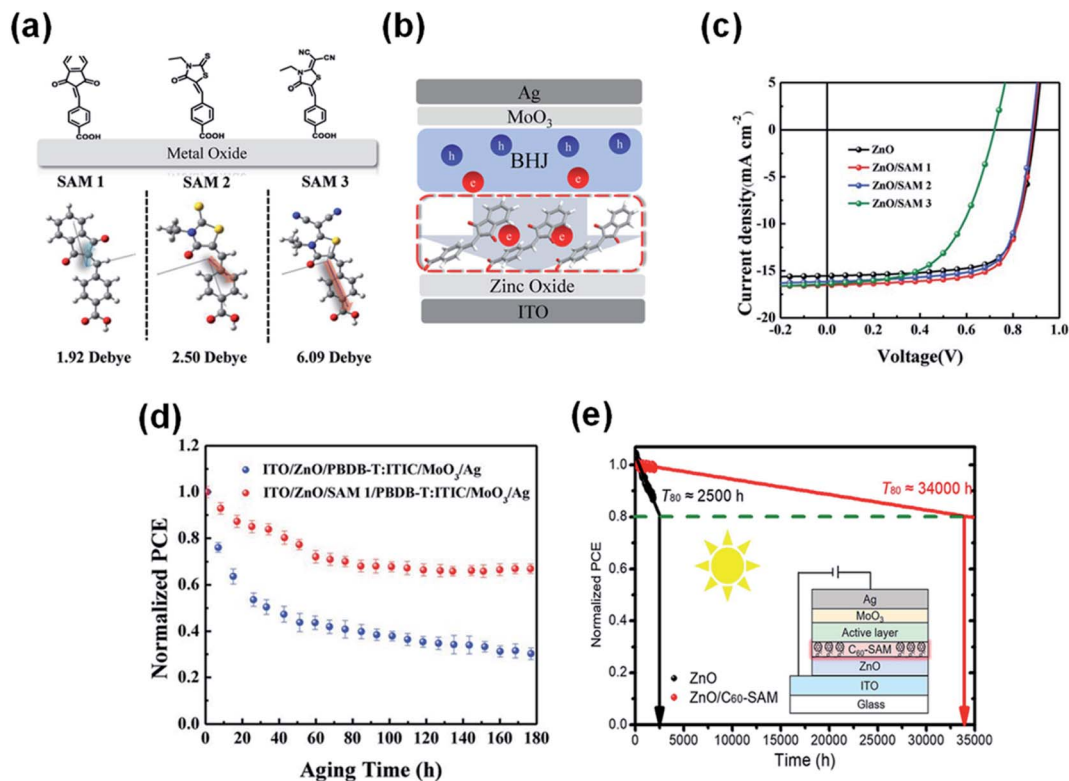 (a)
N
S
S
O
O
O
COOH
COOH
NC
CN
N
S
O
COOH
Metal Oxide
SAM 1
SAM 2
SAM 3
1.92 Debye
2.50 Debye
6.09 Debye
(b)
Ag
MoO3
h
h
h
h
BHJ
e
e
e
e
Zinc Oxide
ITO
(c)
Current density(mA cm-2
5
0
-5
-10
-15
-20
-0.2
0.0
0.2
0.4
0.6
0.8
1.0
Voltage(V)
ZnO
ZnO/SAM 1
ZnO/SAM 2
ZnO/SAM 3
(d)
Normalized PCE
1.2
1.0
0.8
0.6
0.4
0.2
0.0
0
20
40
60
80
100
120
140
160
180
Aging Time (h)
ITO/ZnO/PBDB-T:ITIC/MoO3/Ag
ITO/ZnO/SAM 1/PBDB-T:ITIC/MoO3/Ag
(e)
Normalized PCE
1.0
0.8
0.6
0.4
0.2
0.0
0
5000
10000
15000
20000
25000
30000
35000
Time (h)
T80 ≈ 2500 h
T80 ≈ 34000 h
ZnO
ZnO/C60-SAM
Ag
MoO3
Active layer
C60-SAM
ZnO
ITO
Glass